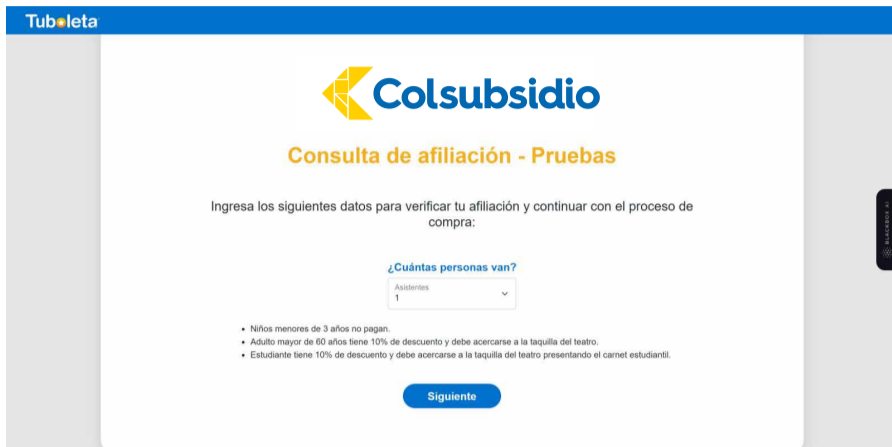 Tuboleta
Colsubsidio
Consulta de afiliación - Pruebas
Ingresa los siguientes datos para verificar tu afiliación y continuar con el proceso de
compra:
¿Cuántas personas van?
Asistentes
1
• Niños menores de 3 años no pagan.
• Adulto mayor de 60 años tiene 10% de descuento y debe acercarse a la taquilla del teatro.
• Estudiante tiene 10% de descuento y debe acercarse a la taquilla del teatro presentando el carnet estudiantil.
Siguiente
BLACKBOX AI